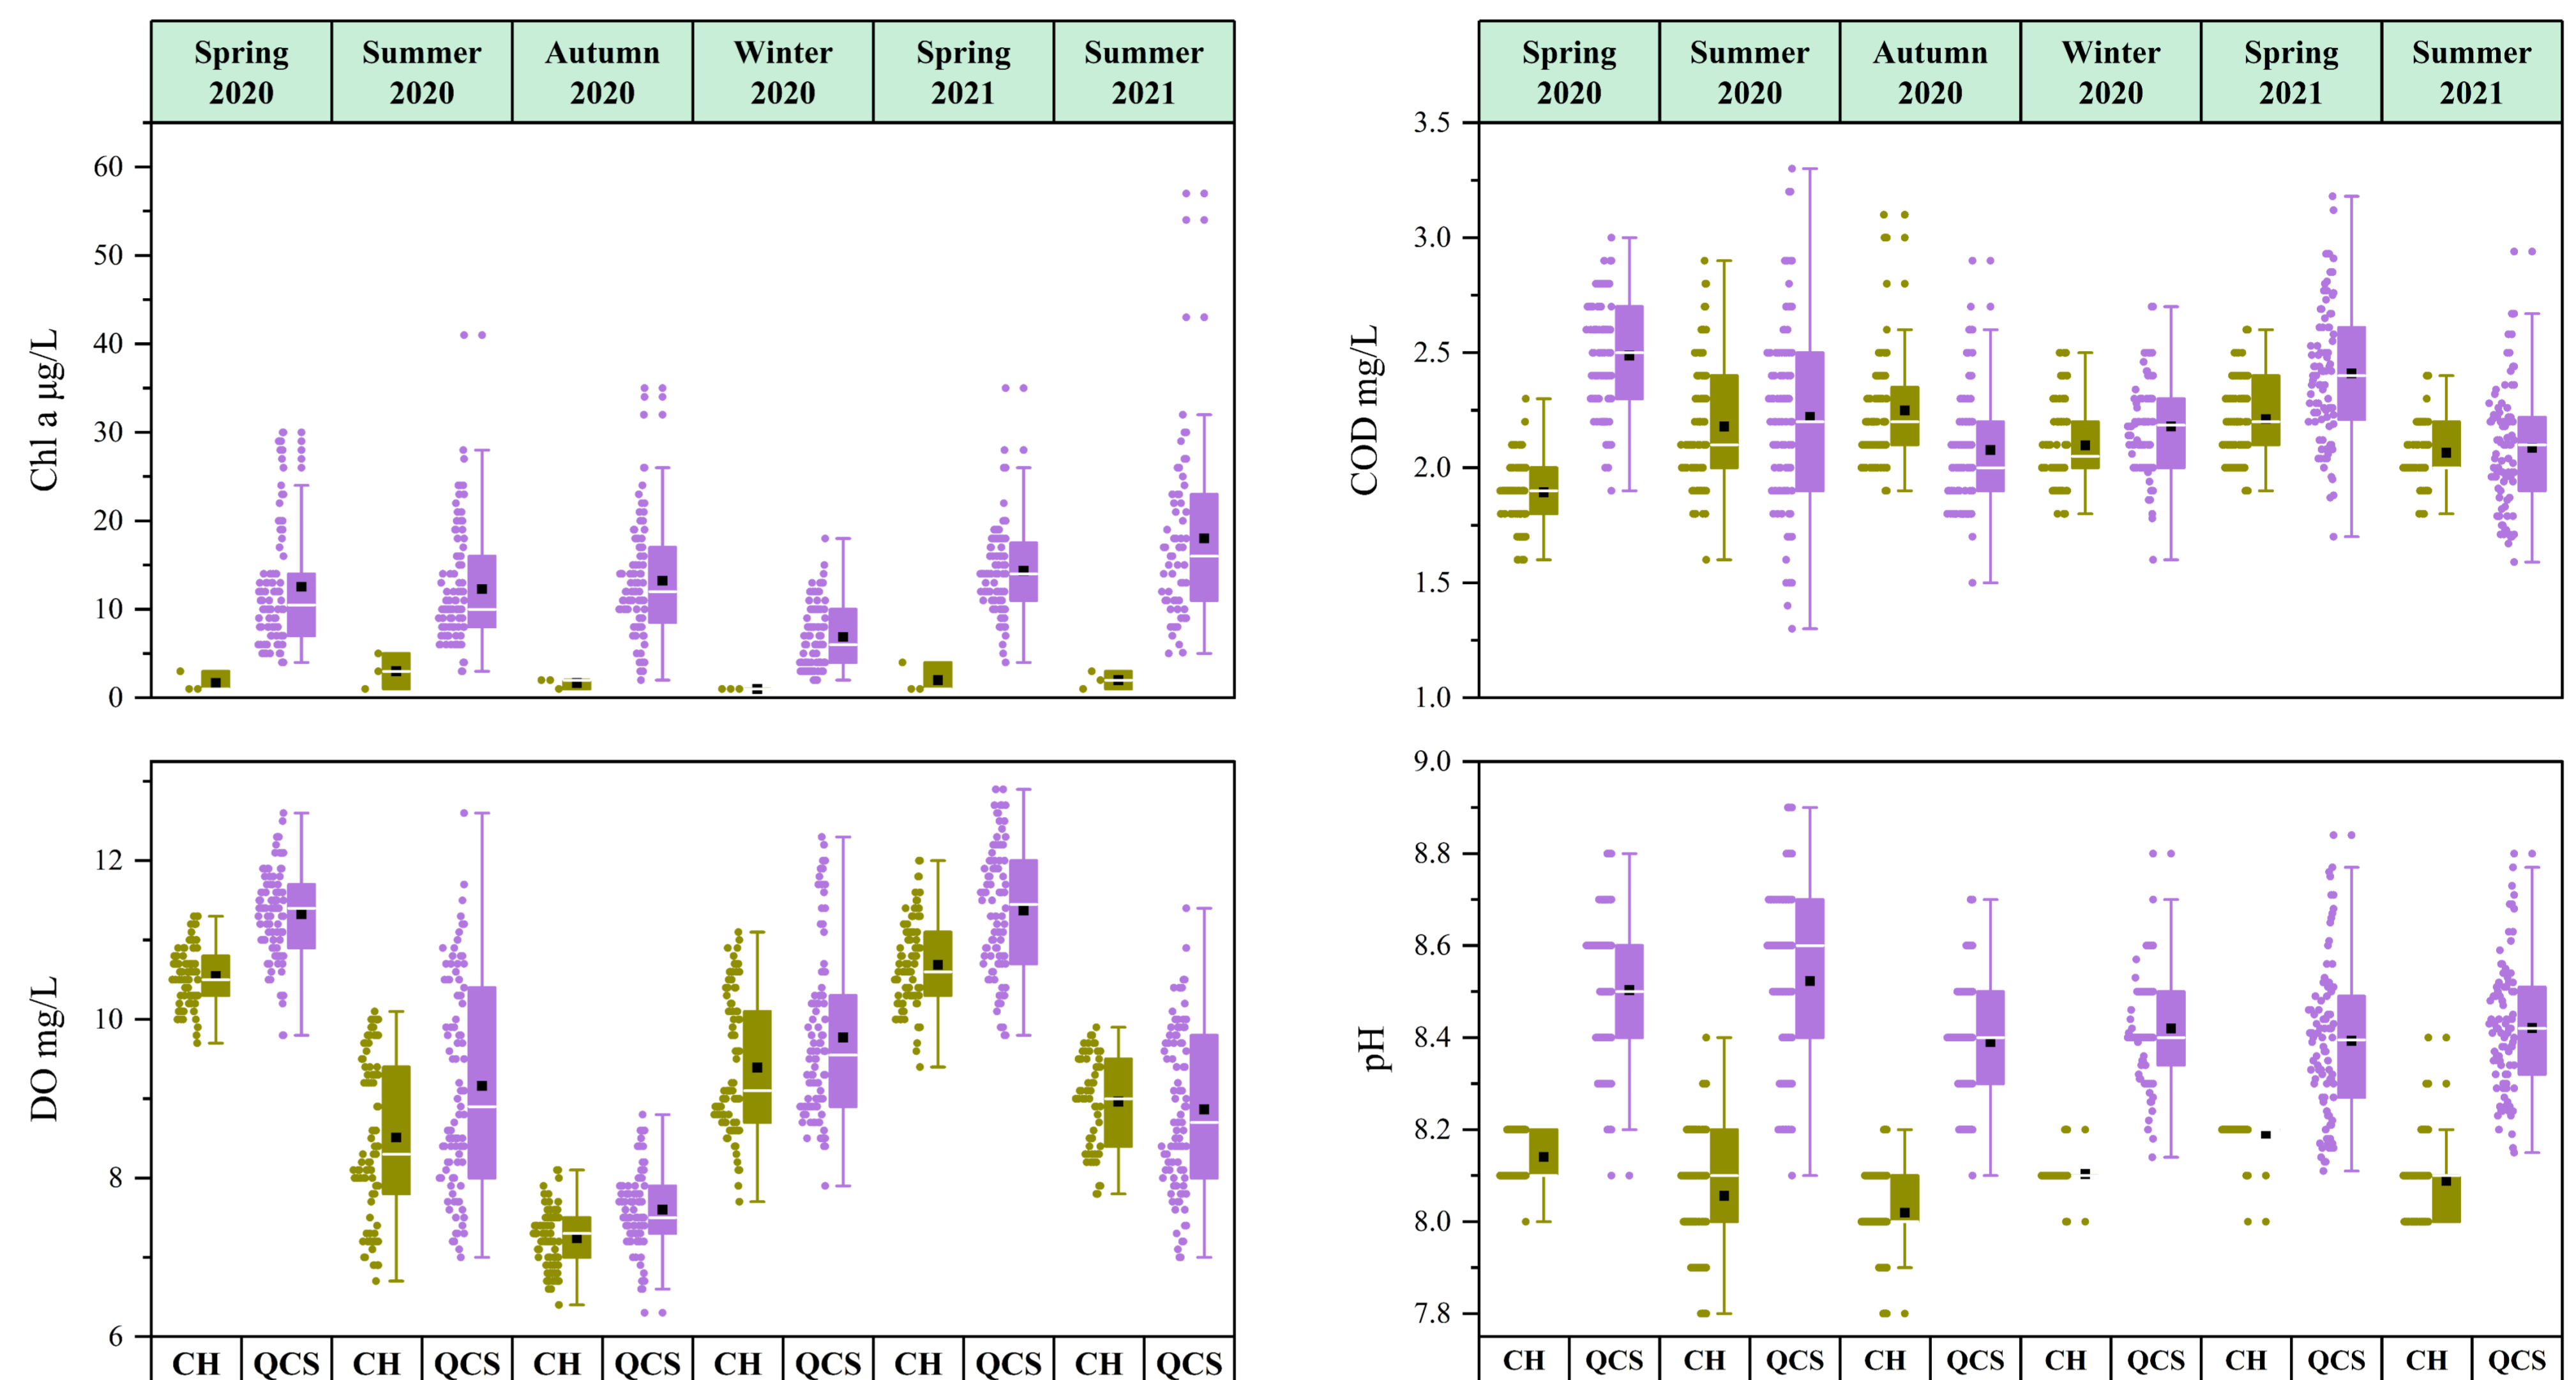 Spring 2020
Summer 2020
Autumn 2020
Winter 2020
Spring 2021
Summer 2021
Chl a µg/L
60
50
40
30
20
10
0
Spring 2020
Summer 2020
Autumn 2020
Winter 2020
Spring 2021
Summer 2021
COD mg/L
3.5
3.0
2.5
2.0
1.5
1.0
DO mg/L
12
10
8
6
CH QCS CH QCS CH QCS CH QCS CH QCS CH QCS
pH
9.0
8.8
8.6
8.4
8.2
8.0
7.8
CH QCS CH QCS CH QCS CH QCS CH QCS CH QCS